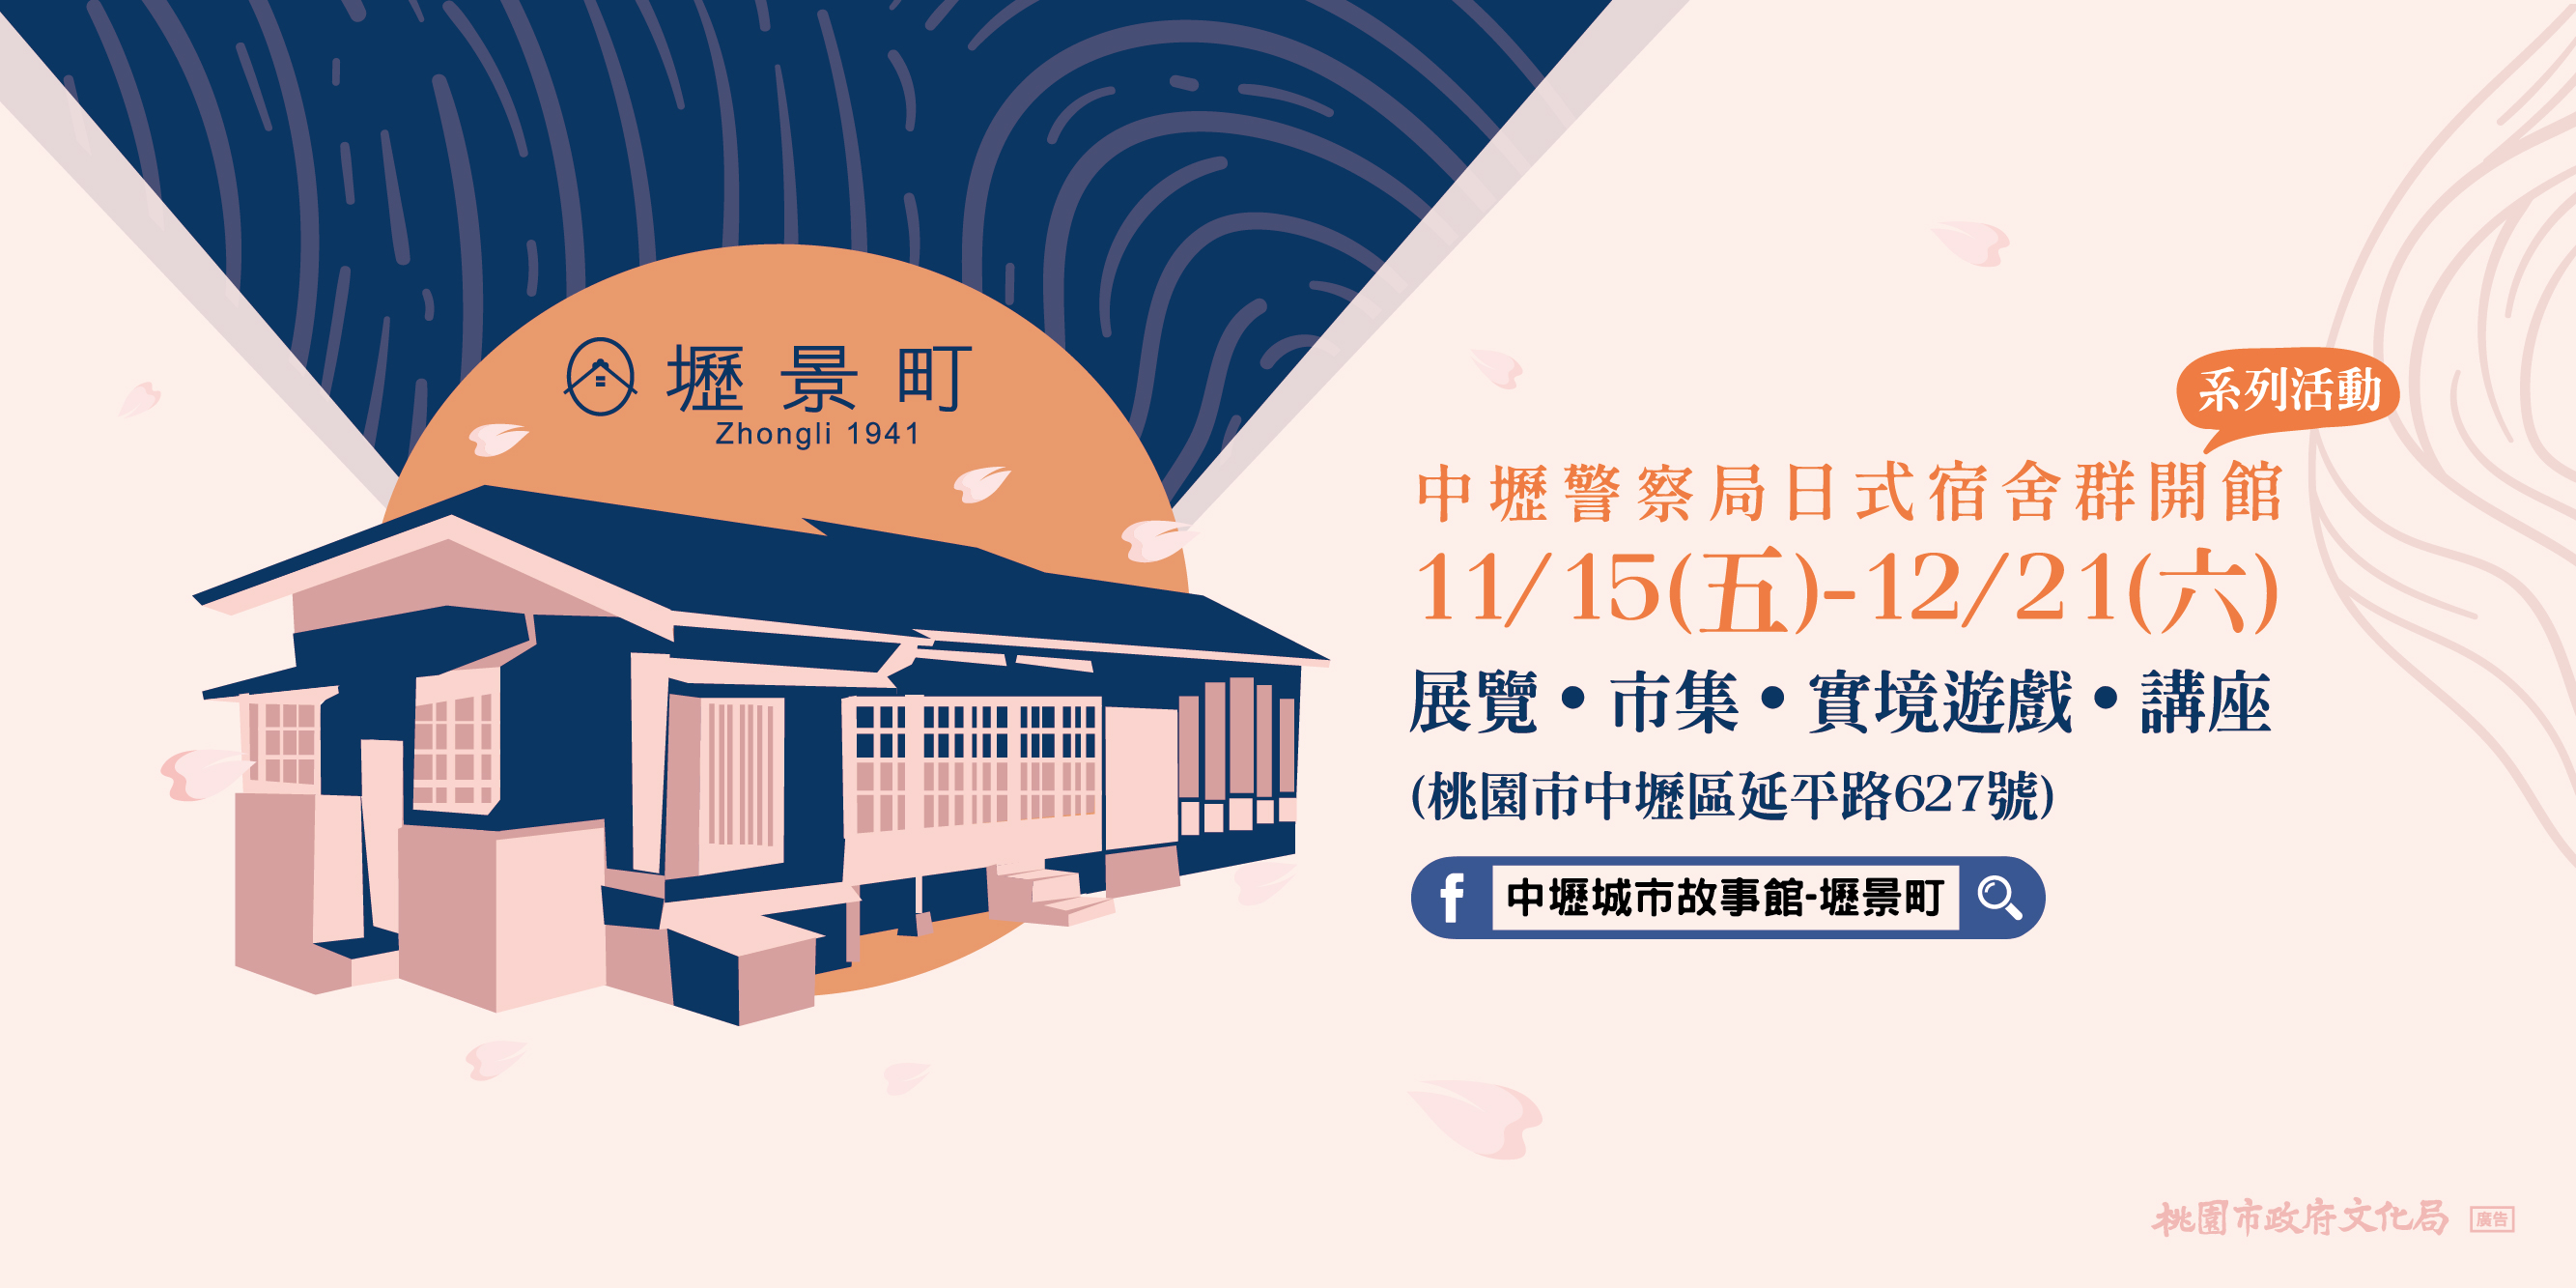 壢景町
Zhongli 1941
系列活動
中壢警察局日式宿舍群開館
11/15(五)-12/21(六)
展覽•市集•實境遊戲•講座
(桃園市中壢區延平路627號)
f 中壢城市故事館-壢景町
桃園市政府文化局 廣告